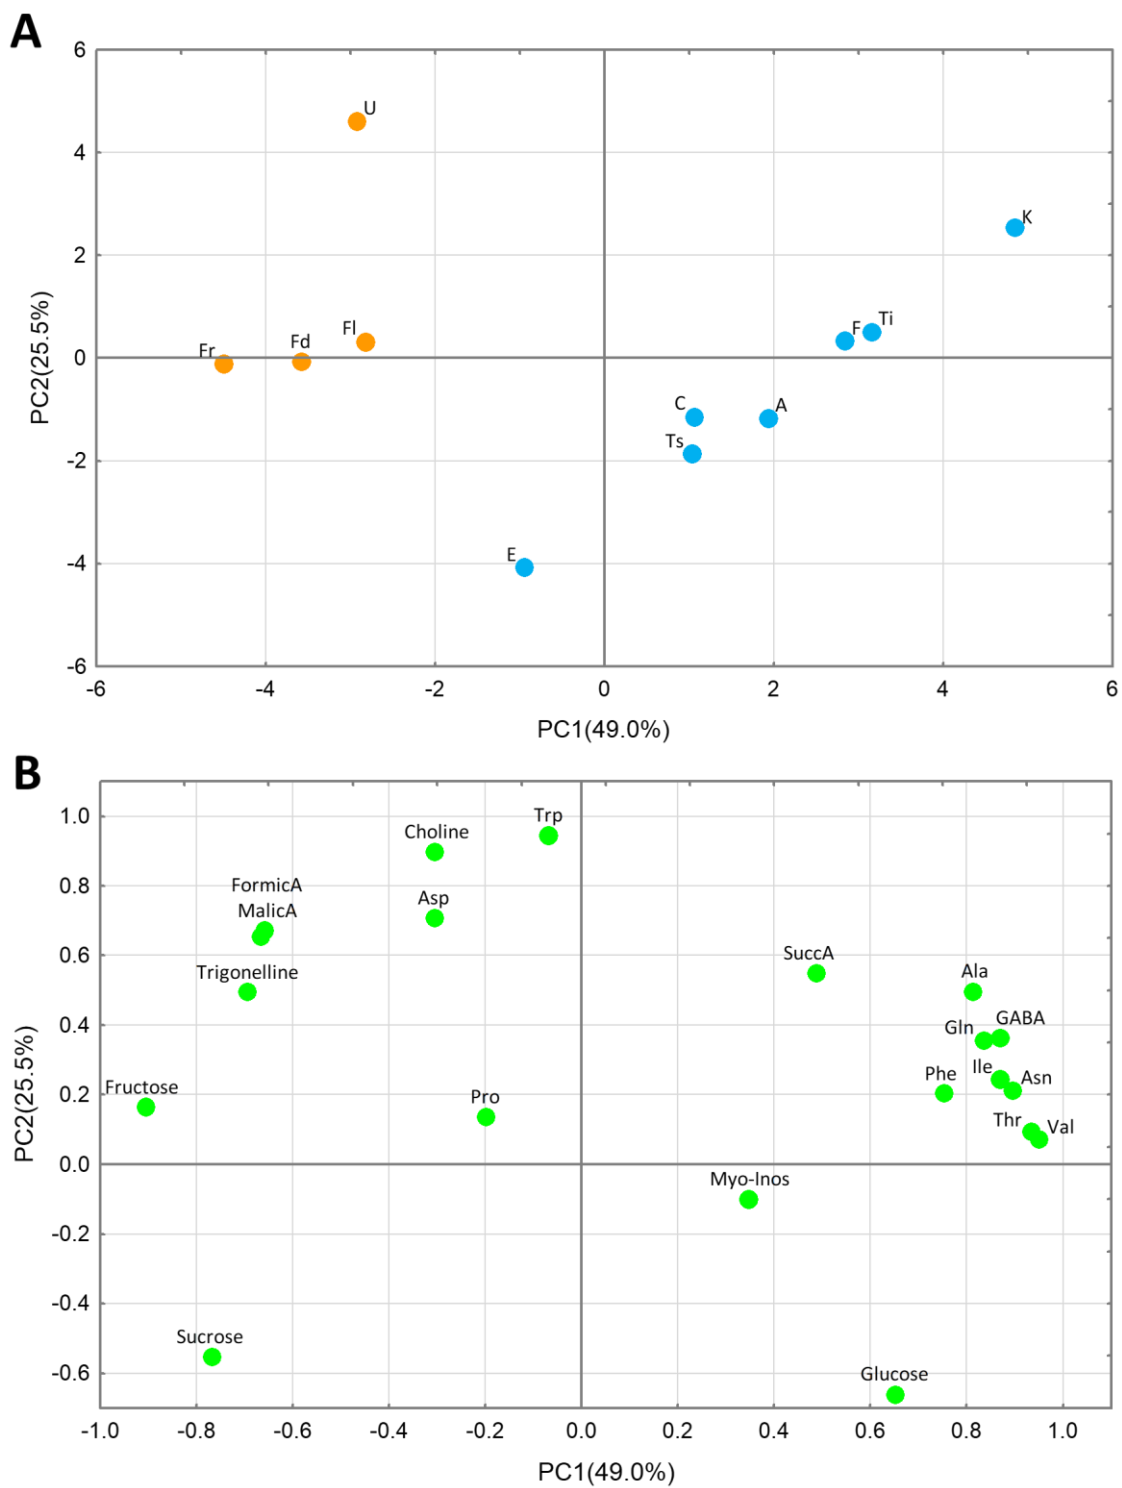 A
6
U
4
K
2
Ti
F
Fl
Fd
Fr
0
C
A
Ts
-2
E
-4
-6
-6 -4 -2 0 2 4 6
PC2(25.5%)
PC1(49.0%)
B
1.0
Trp
Choline
0.8
FormicA
Asp
MalicA
0.6
SuccA
Trigonelline
Ala
0.4
Gln GABA
Ile
Phe
Asn
Fructose
0.2
Pro
Thr Val
0.0
Myo-Inos
-0.2
-0.4
Sucrose
-0.6
Glucose
-1.0 -0.8 -0.6 -0.4 -0.2 0.0 0.2 0.4 0.6 0.8 1.0
PC2(25.5%)
PC1(49.0%)